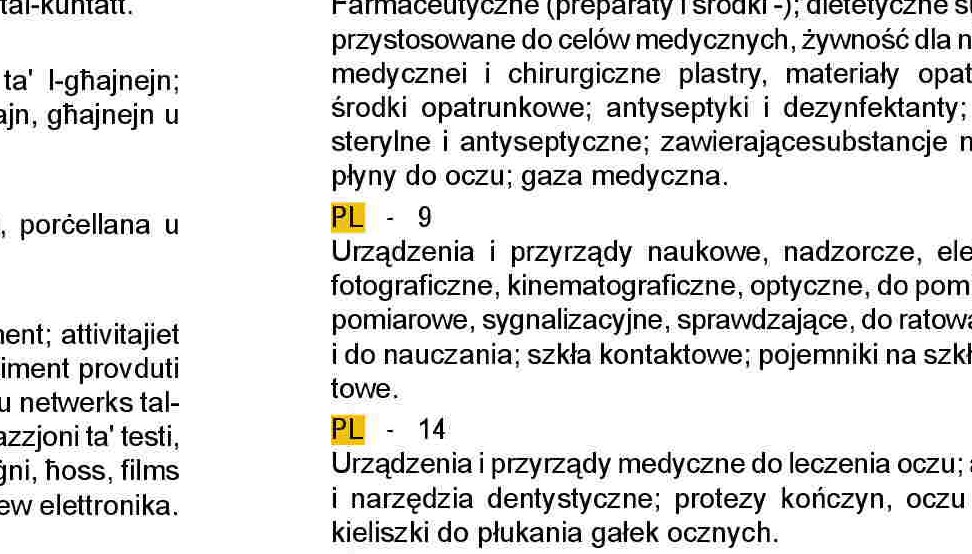 tal-kuntatt.
ta' l-għajnejn;
ajn, għajnejn u
, porċellana u
ment; attivitajiet
iment provduti
u netwerks tal-
azzjoni ta' testi,
ġni, ħoss, films
ew elettronika.
Farmaceutyczne (preparaty i środki -); dietetyczne
przystosowane do celów medycznych, żywność dla
medycznei i chirurgiczne plastry, materiały opat
środki opatrunkowe; antyseptyki i dezynfektanty;
sterylne i antyseptyczne; zawierającesubstancje
płyny do oczu; gaza medyczna.
PL - 9
Urządzenia i przyrządy naukowe, nadzorcze, ele
fotograficzne, kinematograficzne, optyczne, do pom
pomiarowe, sygnalizacyjne, sprawdzające, do ratowa
i do nauczania; szkła kontaktowe; pojemniki na szkł
towe.
PL - 14
Urządzenia i przyrządy medyczne do leczenia oczu;
i narzędzia dentystyczne; protezy kończyn, oczu
kieliszki do płukania gałek ocznych.